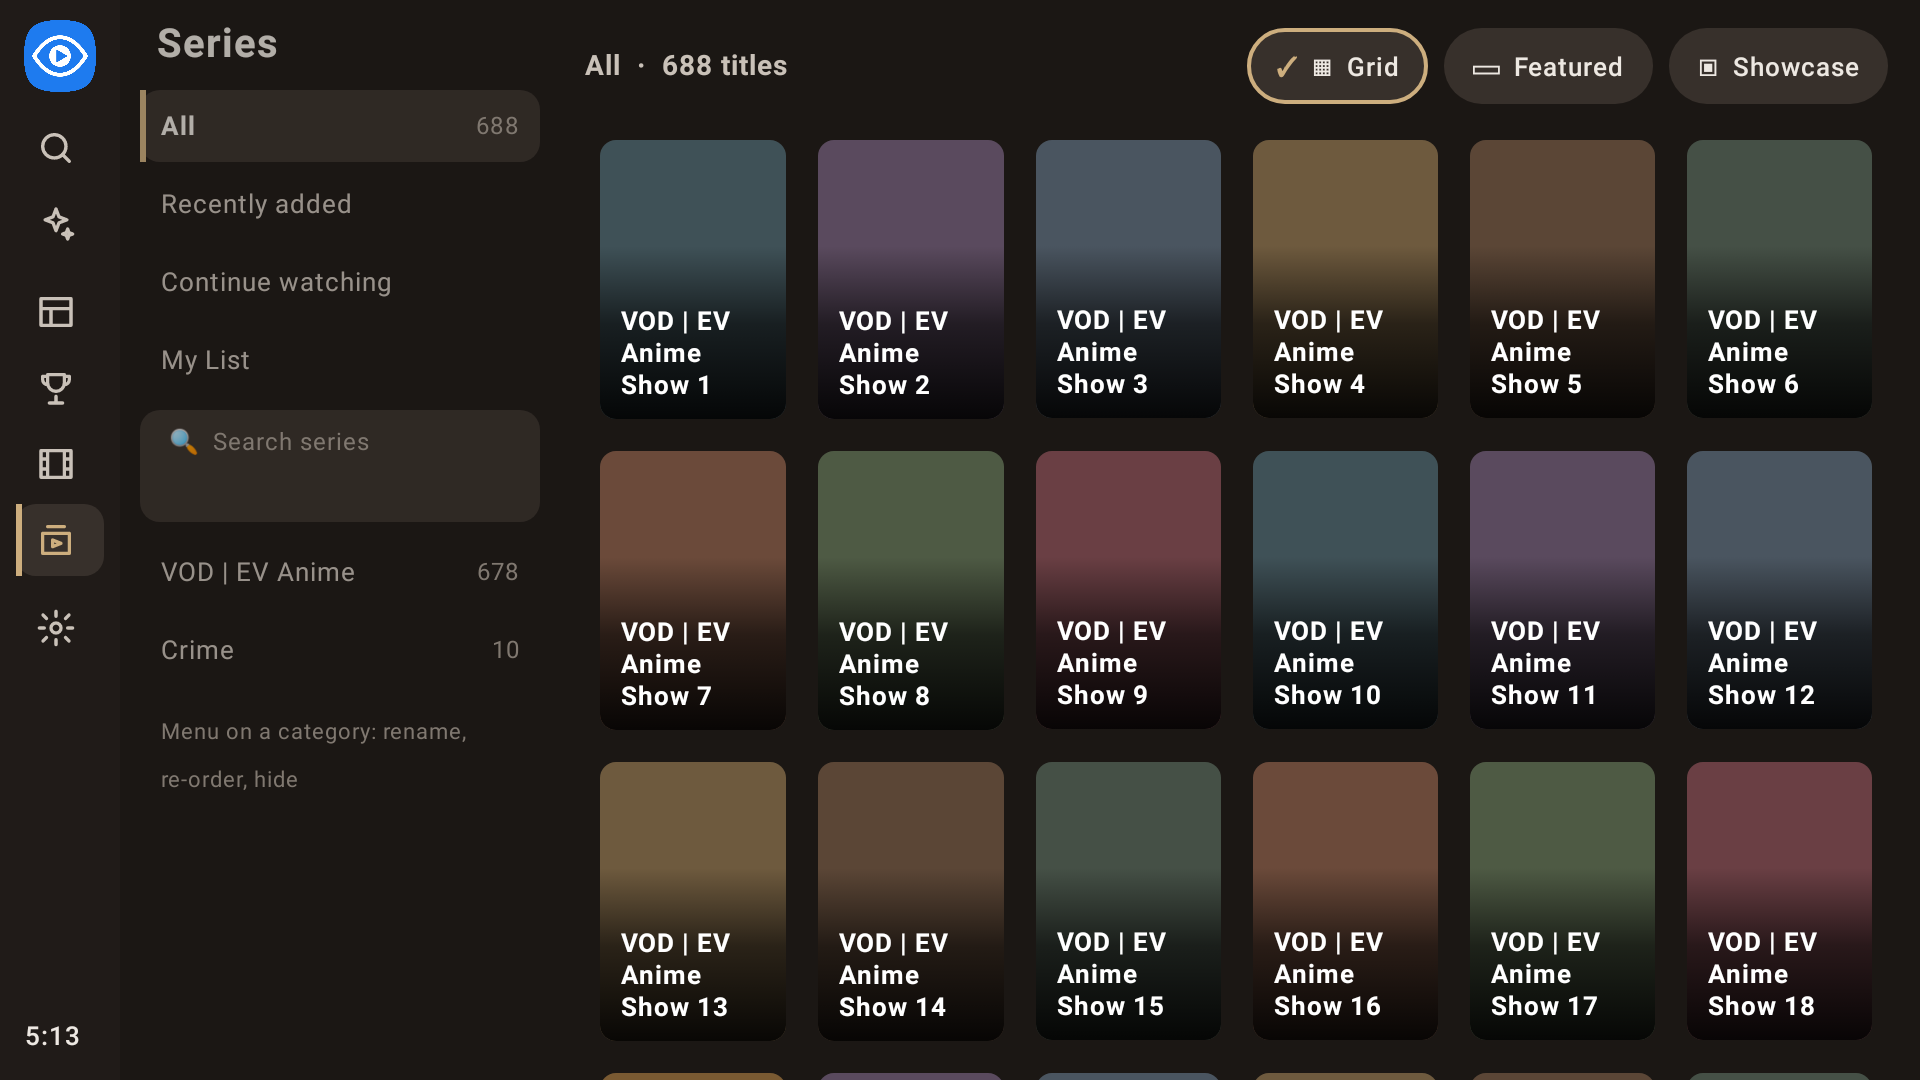 Series
All 688
Recently added
Continue watching
My List
🔍 Search series
VOD | EV Anime 678
Crime 10
Menu on a category: rename,
re-order, hide
5:13
All · 688 titles
✓ ▦ Grid
▭ Featured
▣ Showcase
VOD | EV
Anime
Show 1
VOD | EV
Anime
Show 2
VOD | EV
Anime
Show 3
VOD | EV
Anime
Show 4
VOD | EV
Anime
Show 5
VOD | EV
Anime
Show 6
VOD | EV
Anime
Show 7
VOD | EV
Anime
Show 8
VOD | EV
Anime
Show 9
VOD | EV
Anime
Show 10
VOD | EV
Anime
Show 11
VOD | EV
Anime
Show 12
VOD | EV
Anime
Show 13
VOD | EV
Anime
Show 14
VOD | EV
Anime
Show 15
VOD | EV
Anime
Show 16
VOD | EV
Anime
Show 17
VOD | EV
Anime
Show 18